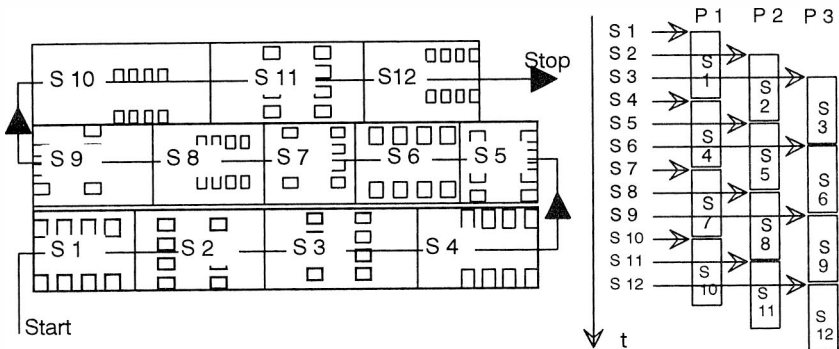 S 10 S 11 S12 Stop
S 9 S 8 S 7 S 6 S 5
S 1 S 2 S 3 S 4
Start
P 1 P 2 P 3
S 1
S 2
S 3
S 4
S 5
S 6
S 7
S 8
S 9
S 10
S 11
S 12
t
S 1
S 4
S 7
S 10
S 2
S 5
S 8
S 11
S 3
S 6
S 9
S 12